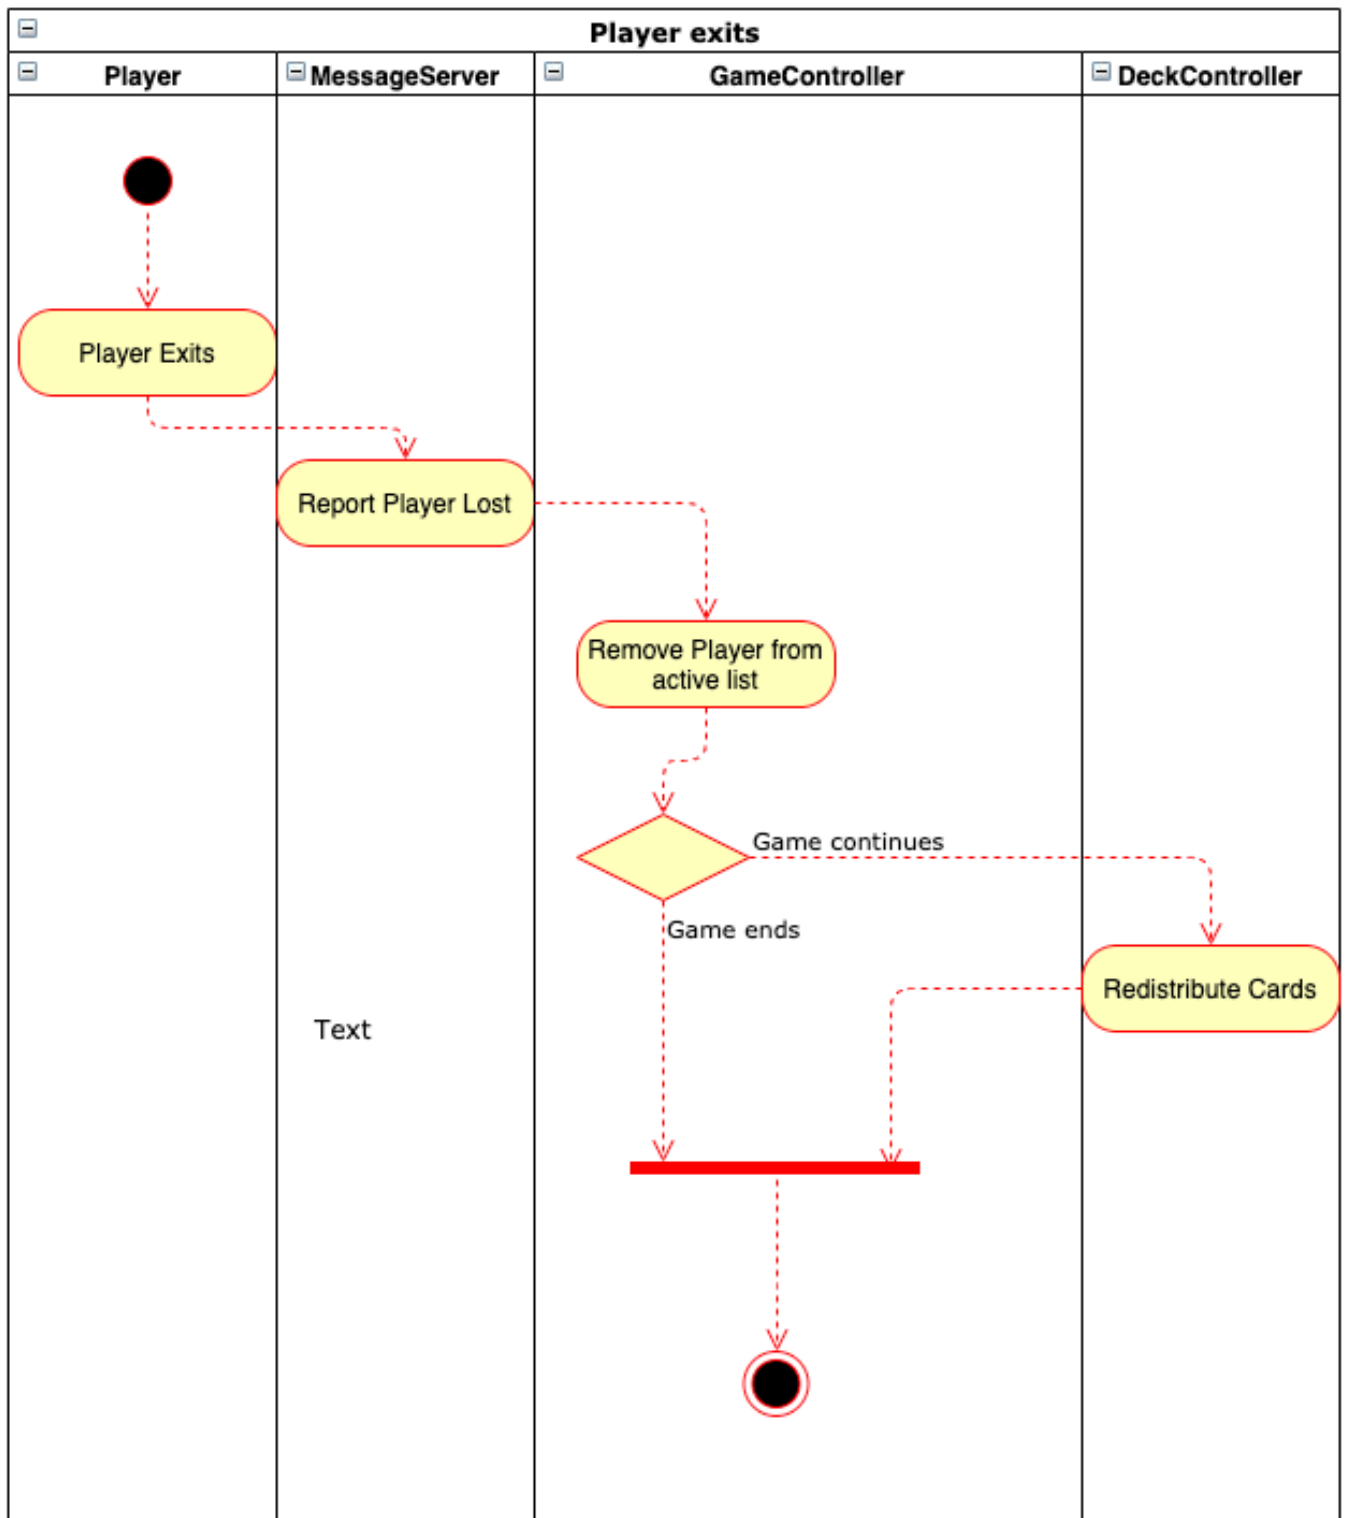 Player exits
Player
MessageServer
GameController
DeckController
Player Exits
Report Player Lost
Remove Player from
active list
Game continues
Game ends
Redistribute Cards
Text